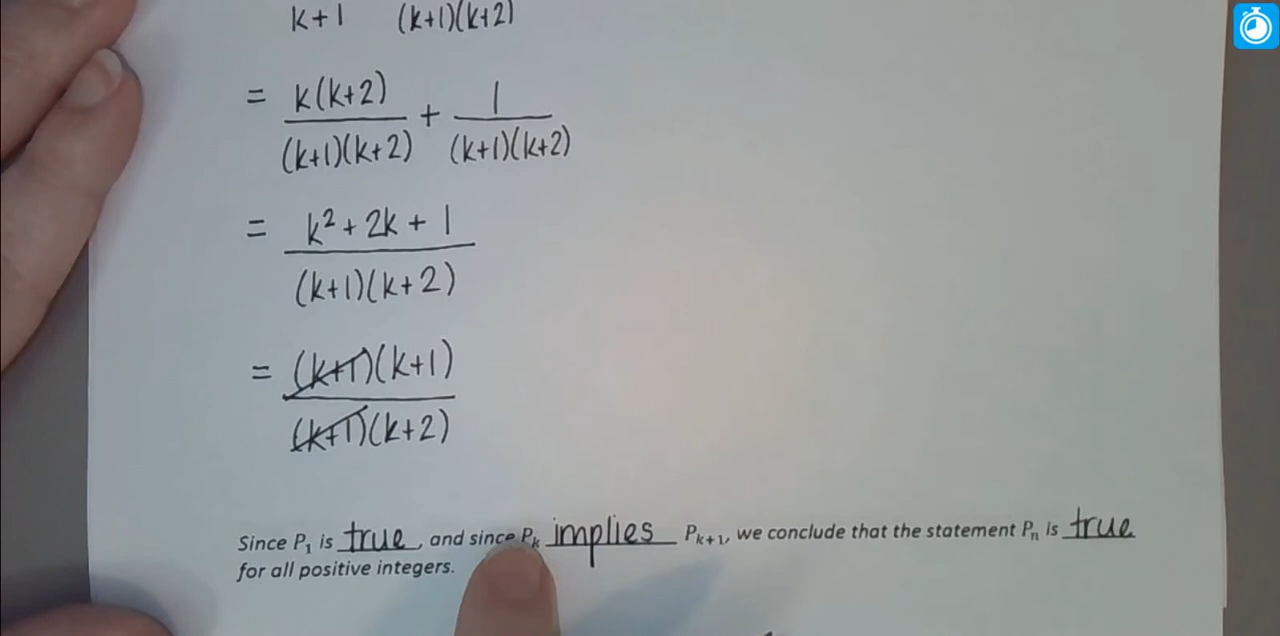 k+1 (k+1)(k+2)
= k(k+2)/(k+1)(k+2) + 1/(k+1)(k+2)
= k² + 2k + 1/(k+1)(k+2)
= (k+1)(k+1)/(k+1)(k+2)
Since P₁ is true, and since Pₖ implies Pₖ₊₁, we conclude that the statement Pₙ is true
for all positive integers.